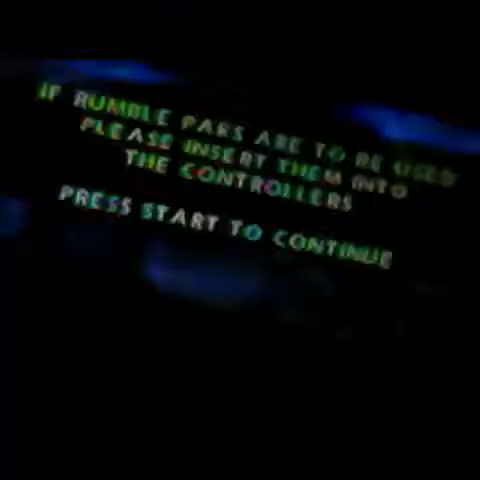 IF RUMBLE PAKS ARE TO BE USED
PLEASE INSERT THEM INTO
THE CONTROLLERS
PRESS START TO CONTINUE